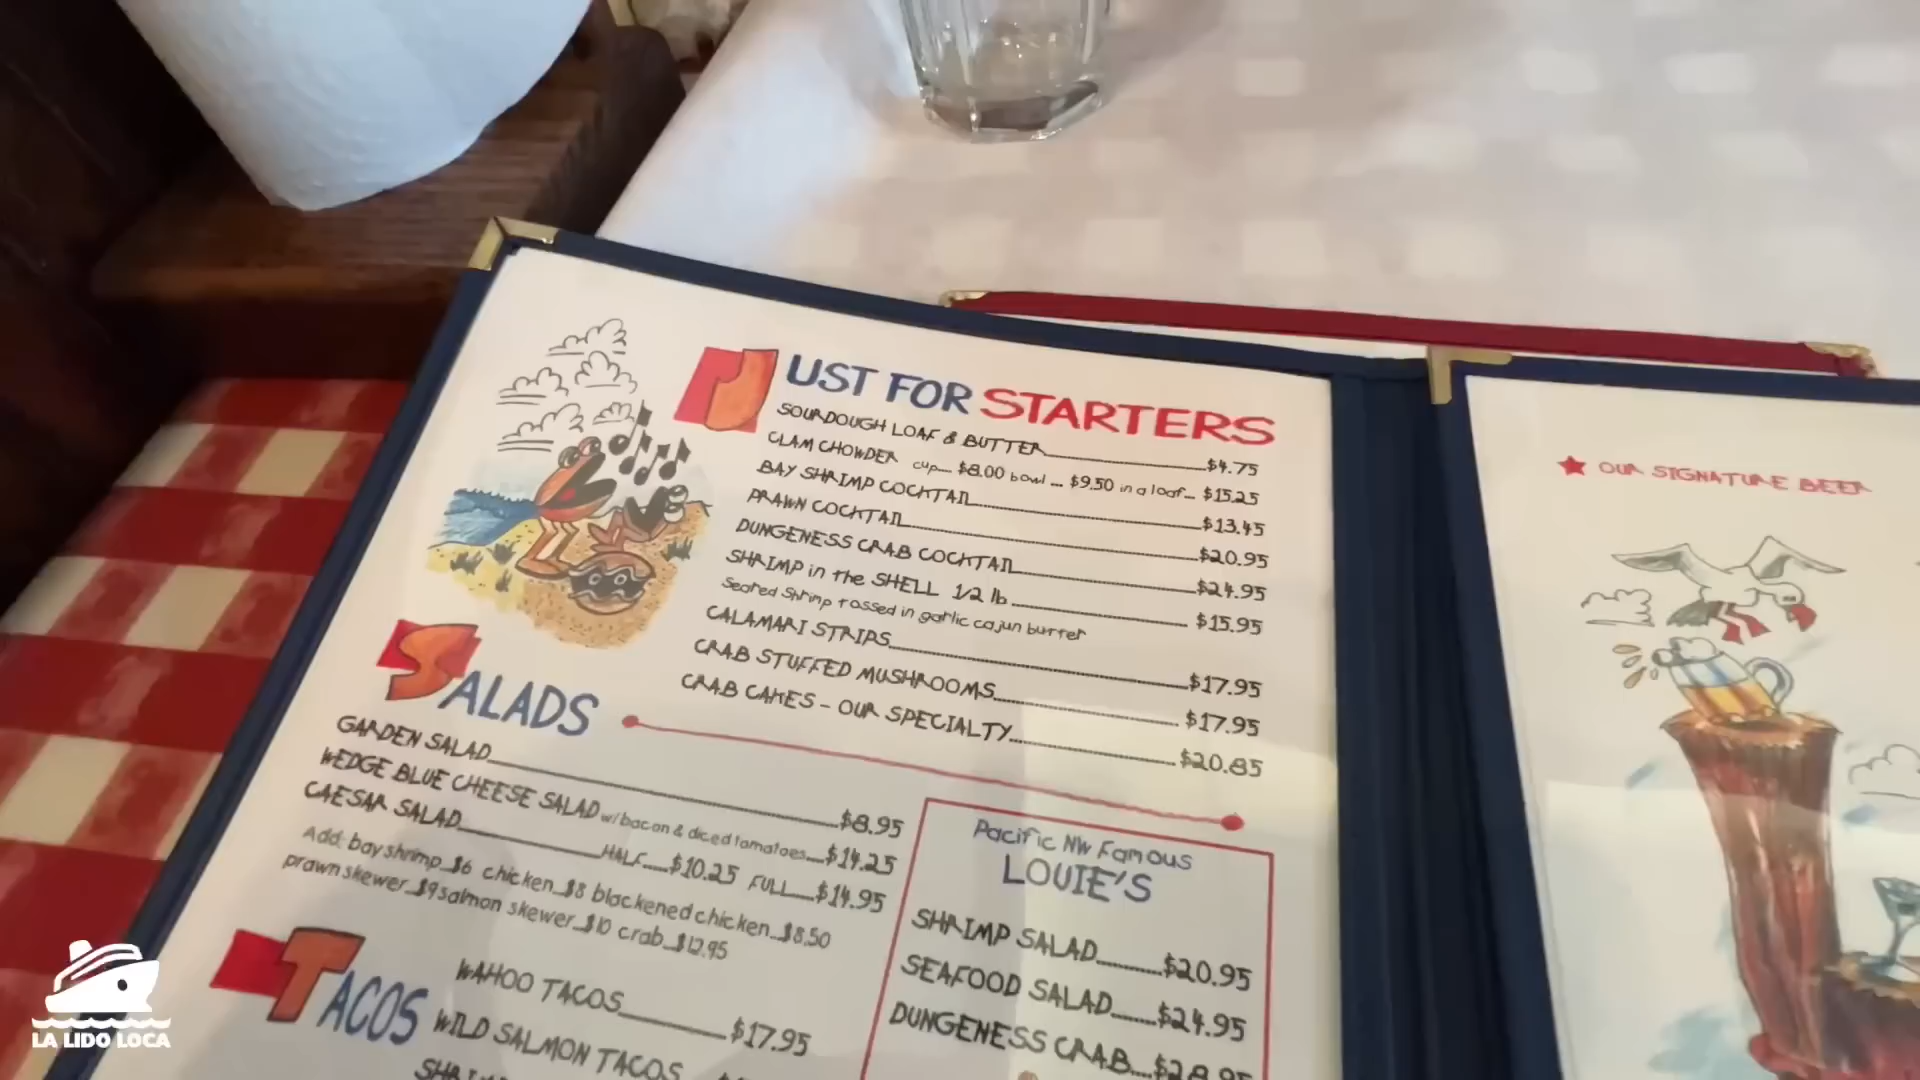 JUST FOR STARTERS
SOURDOUGH LOAF & BUTTER $4.75
CLAM CHOWDER cup... $8.00 bowl ... $9.50 in a loaf... $15.25
BAY SHRIMP COCKTAIL $13.45
PRAWN COCKTAIL $20.95
DUNGENESS CRAB COCKTAIL $24.95
SHRIMP in the SHELL 1/2 lb $15.95
Seared Shrimp tossed in garlic cajun butter
CALAMARI STRIPS $17.95
CRAB STUFFED MUSHROOMS $17.95
CRAB CAKES - OUR SPECIALTY $20.85
SALADS
GARDEN SALAD $8.95
WEDGE BLUE CHEESE SALAD w/ bacon & diced tomatoes $14.25
CAESAR SALAD HALF $10.25 FULL $14.95
Add: bay shrimp $6 chicken $8 blackened chicken $8.50
prawn skewer $9 salmon skewer $10 crab $12.95
TACOS
WAHOO TACOS $17.95
WILD SALMON TACOS
Pacific NW Famous
LOUIE'S
SHRIMP SALAD $20.95
SEAFOOD SALAD $24.95
DUNGENESS CRAB
OUR SIGNATURE BEER
LA LIDO LOCA